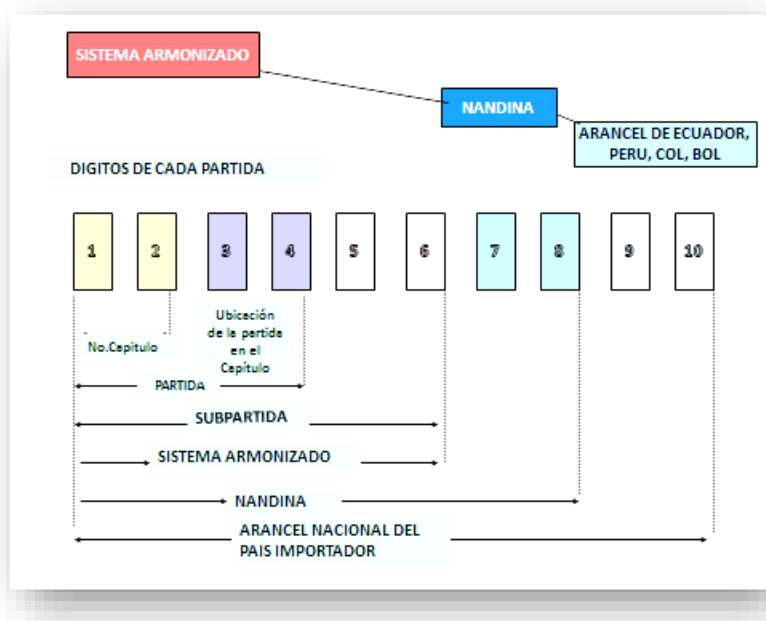 SISTEMA ARMONIZADO
NANDINA
ARANCEL DE ECUADOR,
PERU, COL, BOL
DIGITOS DE CADA PARTIDA
1 2 3 4 5 6 7 8 9 10
No.Capitulo
Ubicación
de la partida
en el
Capítulo
PARTIDA
SUBPARTIDA
SISTEMA ARMONIZADO
NANDINA
ARANCEL NACIONAL DEL
PAIS IMPORTADOR